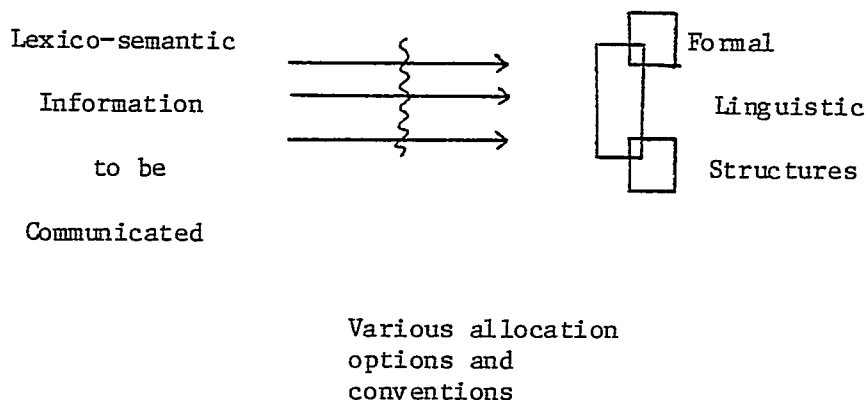 Lexico-semantic
Information
to be
Communicated
Formal
Linguistic
Structures
Various allocation
options and
conventions